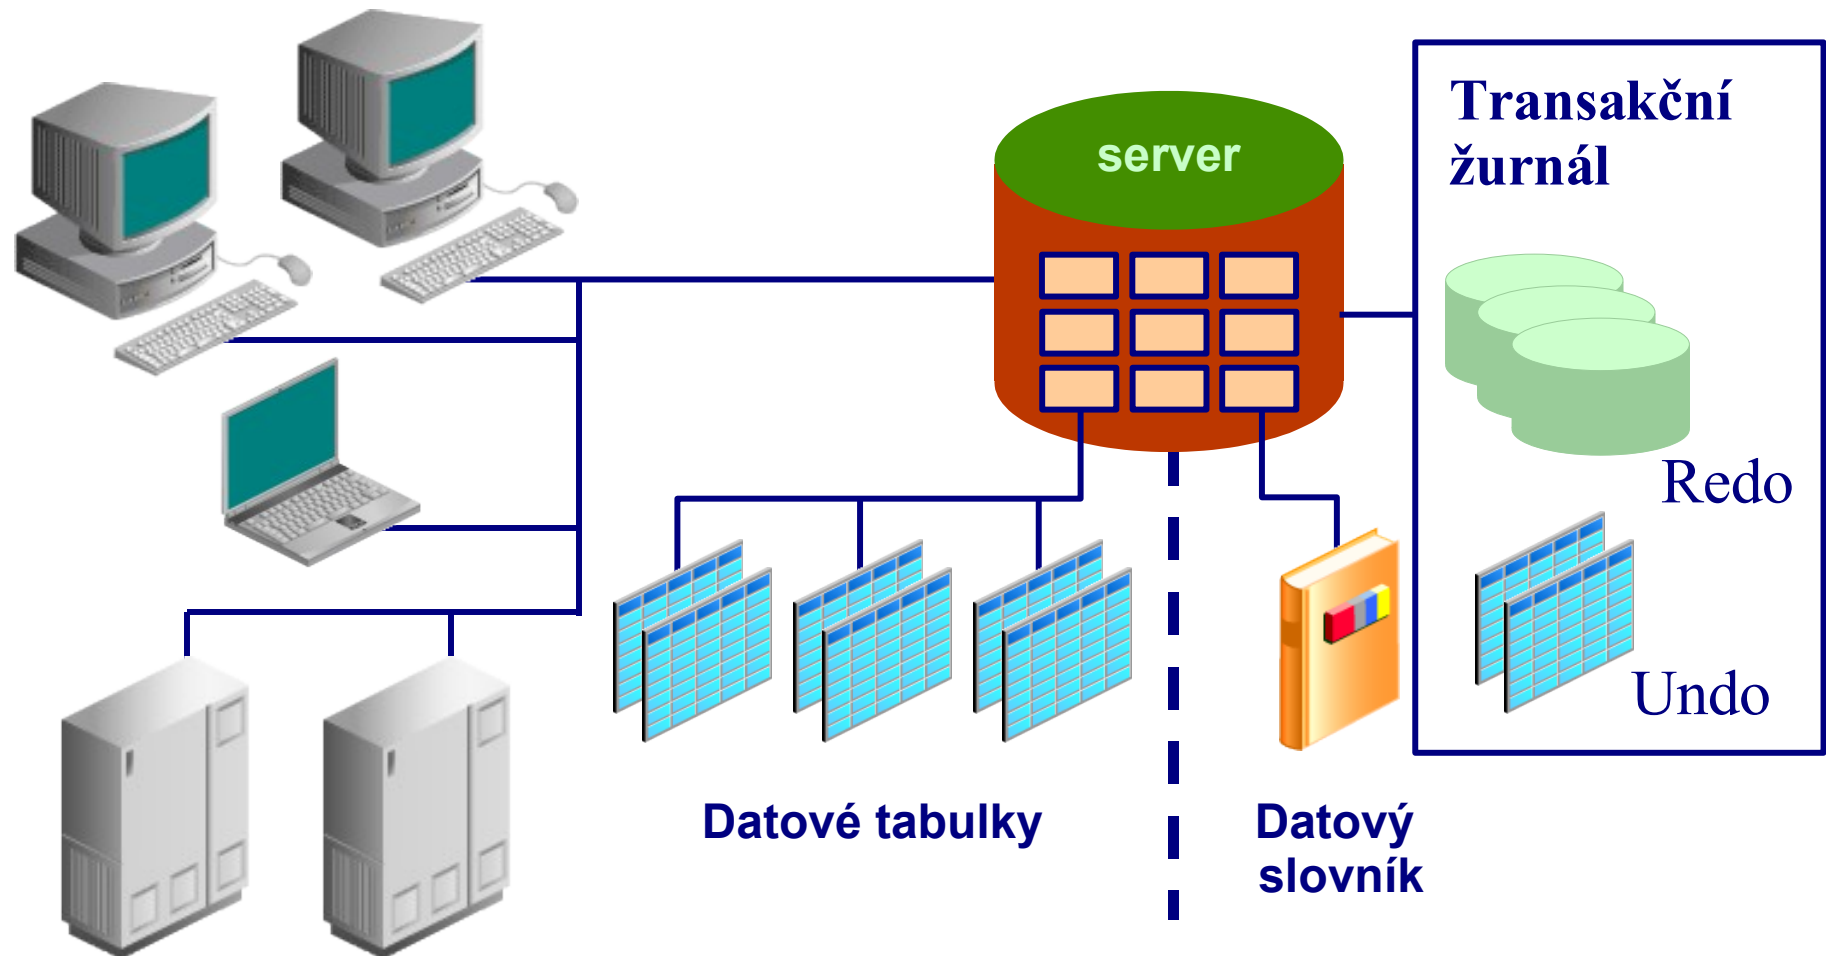 server
Transakční
žurnál
Redo
Undo
Datové tabulky
Datový
slovník